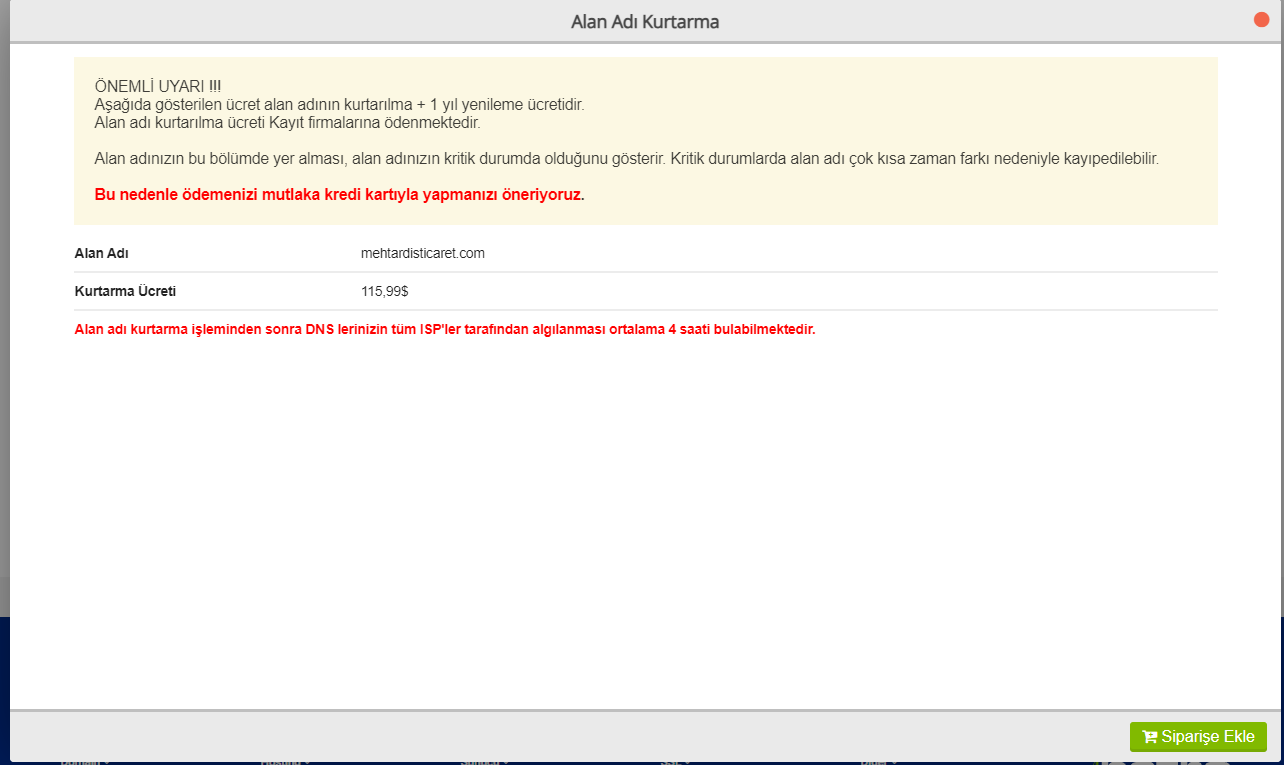 Alan Adı Kurtarma
ÖNEMLİ UYARI !!!
Aşağıda gösterilen ücret alan adının kurtarılma + 1 yıl yenileme ücretidir.
Alan adı kurtarılma ücreti Kayıt firmalarına ödenmektedir.
Alan adınızın bu bölümde yer alması, alan adınızın kritik durumda olduğunu gösterir. Kritik durumlarda alan adı çok kısa zaman farkı nedeniyle kayıpedilebilir.
Bu nedenle ödemenizi mutlaka kredi kartıyla yapmanızı öneriyoruz.
Alan Adı mehtardisticaret.com
Kurtarma Ücreti 115,99$
Alan adı kurtarma işleminden sonra DNS lerinizin tüm ISP'ler tarafından algılanması ortalama 4 saati bulabilmektedir.
Siparişe Ekle